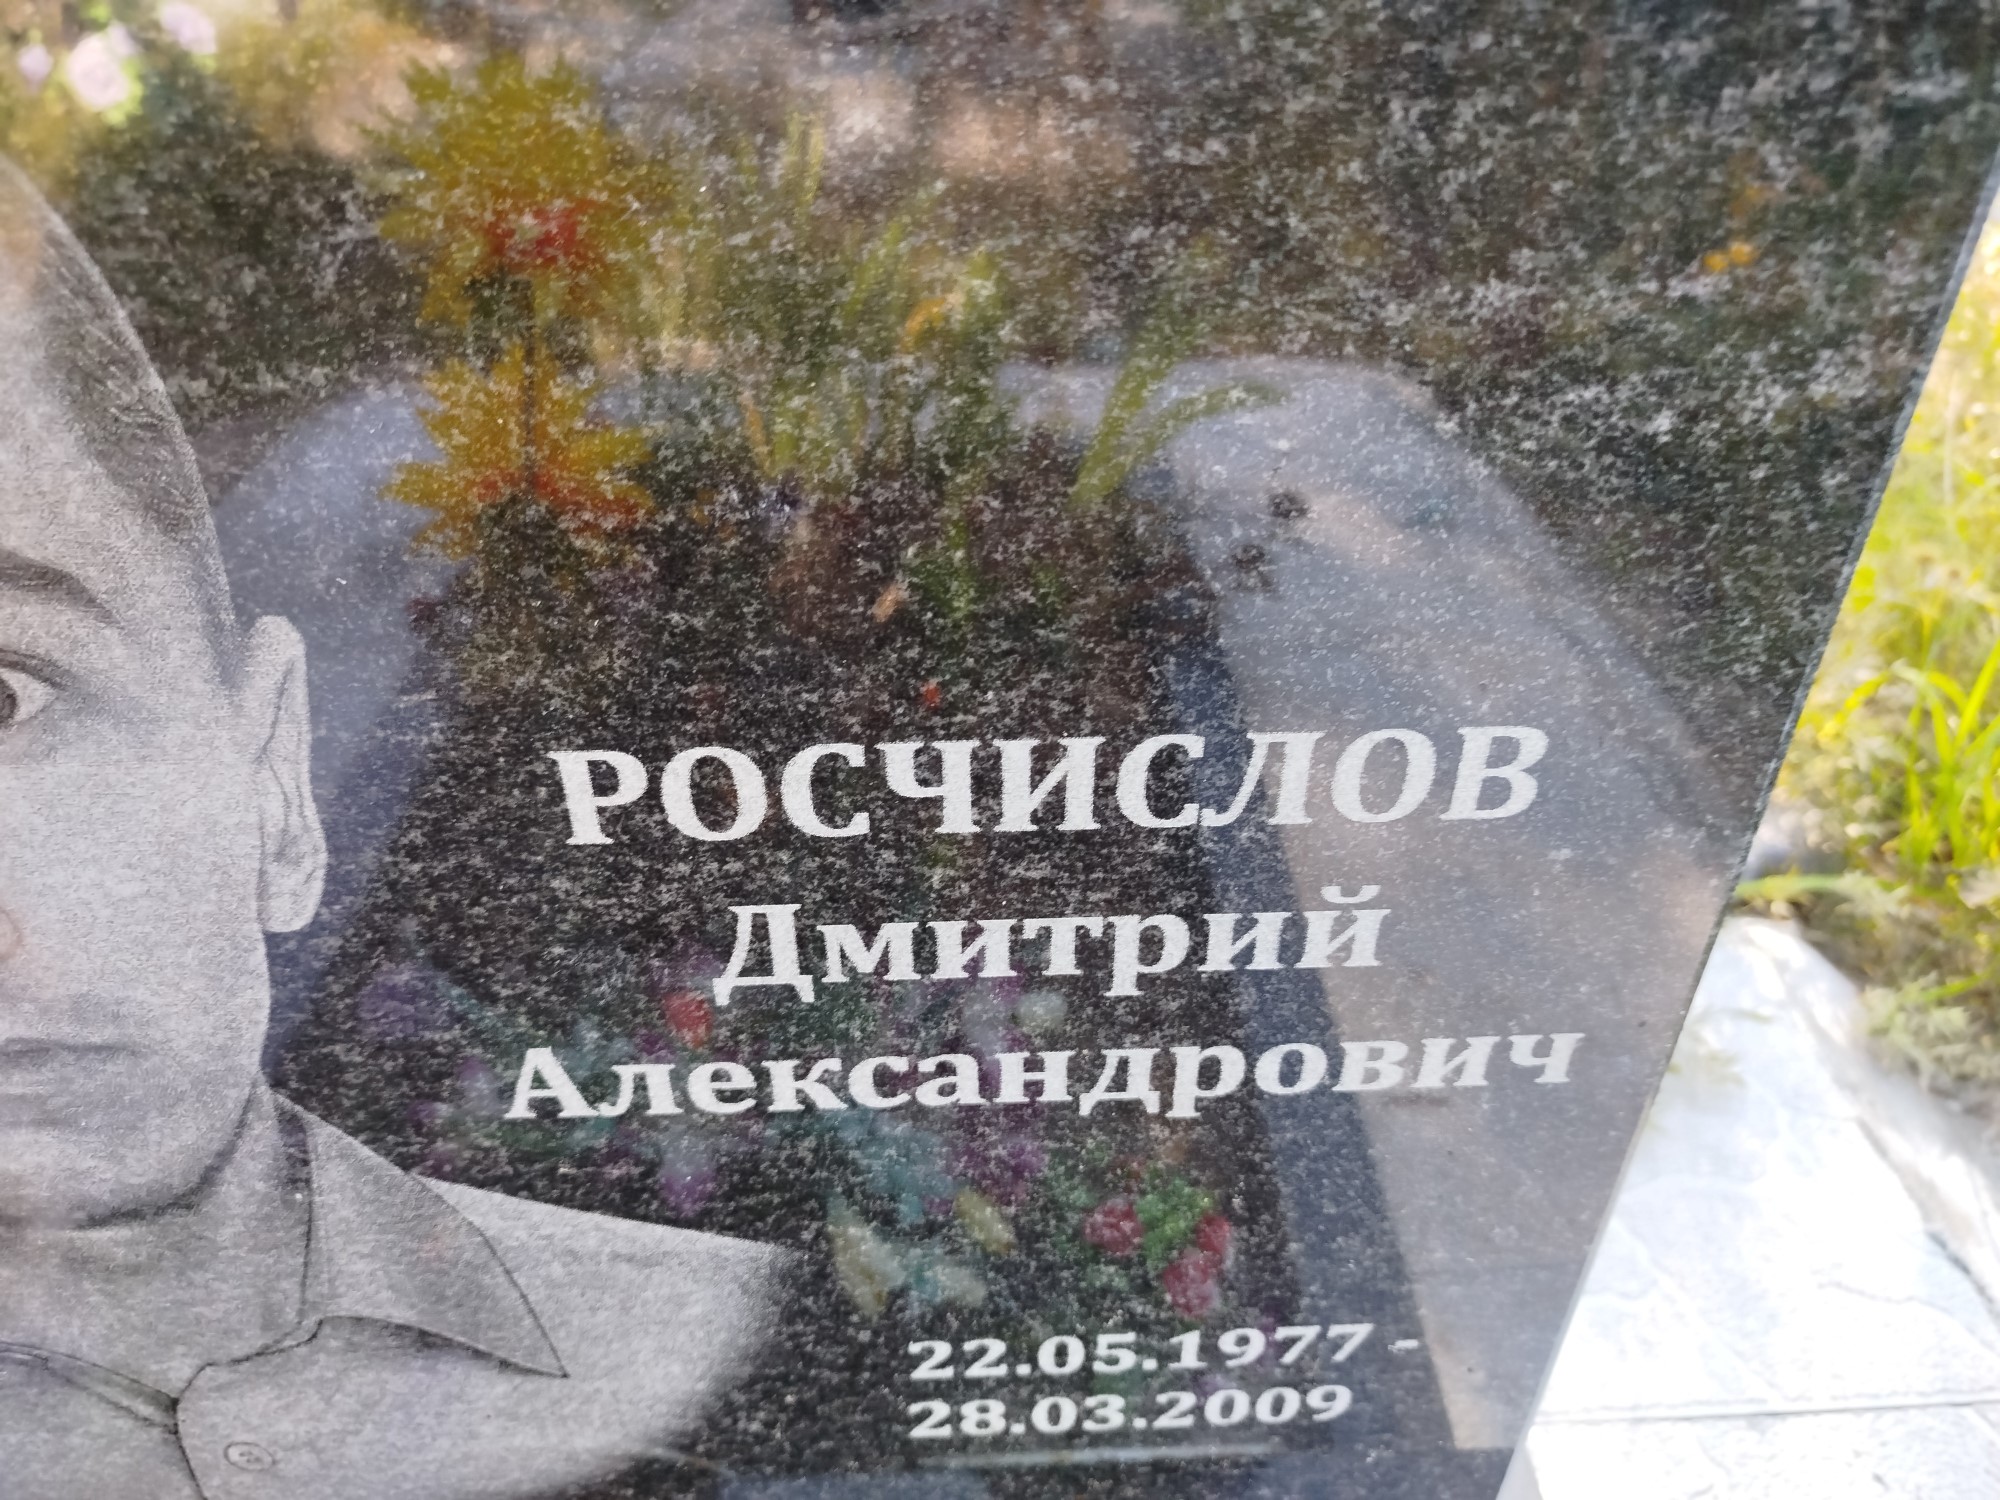 РОСЧИСЛОВ
Дмитрий
Александрович
22.05.1977 -
28.03.2009